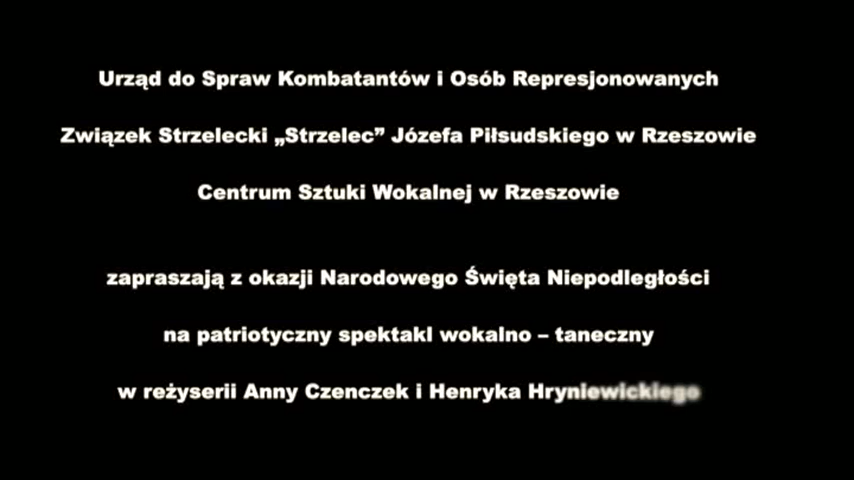 Urząd do Spraw Kombatantów i Osób Represjonowanych
Związek Strzelecki „Strzelec” Józefa Piłsudskiego w Rzeszowie
Centrum Sztuki Wokalnej w Rzeszowie
zapraszają z okazji Narodowego Święta Niepodległości
na patriotyczny spektakl wokalno – taneczny
w reżyserii Anny Czenczek i Henryka Hryniewickiego